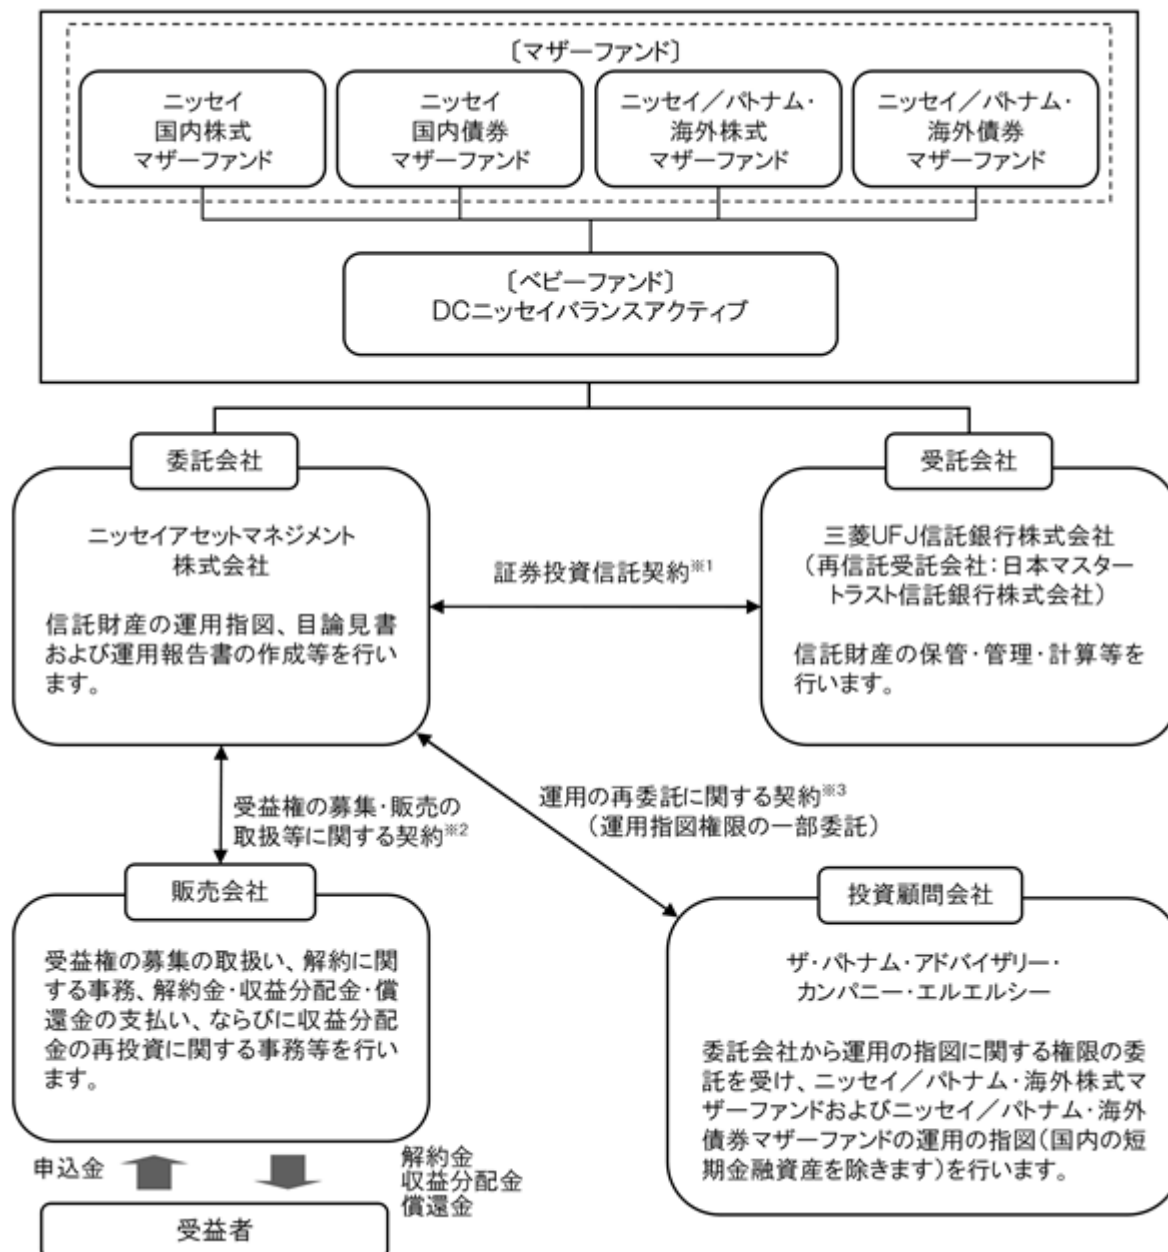 〔マザーファンド〕
ニッセイ
国内株式
マザーファンド
ニッセイ
国内債券
マザーファンド
ニッセイ／パトナム・
海外株式
マザーファンド
ニッセイ／パトナム・
海外債券
マザーファンド
〔ベビーファンド〕
DCニッセイバランスアクティブ
委託会社
ニッセイアセットマネジメント
株式会社
信託財産の運用指図、目論見書
および運用報告書の作成等を行い
ます。
証券投資信託契約※1
受託会社
三菱UFJ信託銀行株式会社
（再信託受託会社：日本マスター
トラスト信託銀行株式会社）
信託財産の保管・管理・計算等を
行います。
受益権の募集・販売の
取扱等に関する契約※2
運用の再委託に関する契約※3
（運用指図権限の一部委託）
販売会社
受益権の募集の取扱い、解約に関
する事務、解約金・収益分配金・償
還金の支払い、ならびに収益分配
金の再投資に関する事務等を行い
ます。
投資顧問会社
ザ・パトナム・アドバイザリー・
カンパニー・エルエルシー
委託会社から運用の指図に関する権限の委
託を受け、ニッセイ／パトナム・海外株式マ
ザーファンドおよびニッセイ／パトナム・海外
債券マザーファンドの運用の指図（国内の短
期金融資産を除きます）を行います。
申込金
解約金
収益分配金
償還金
受益者